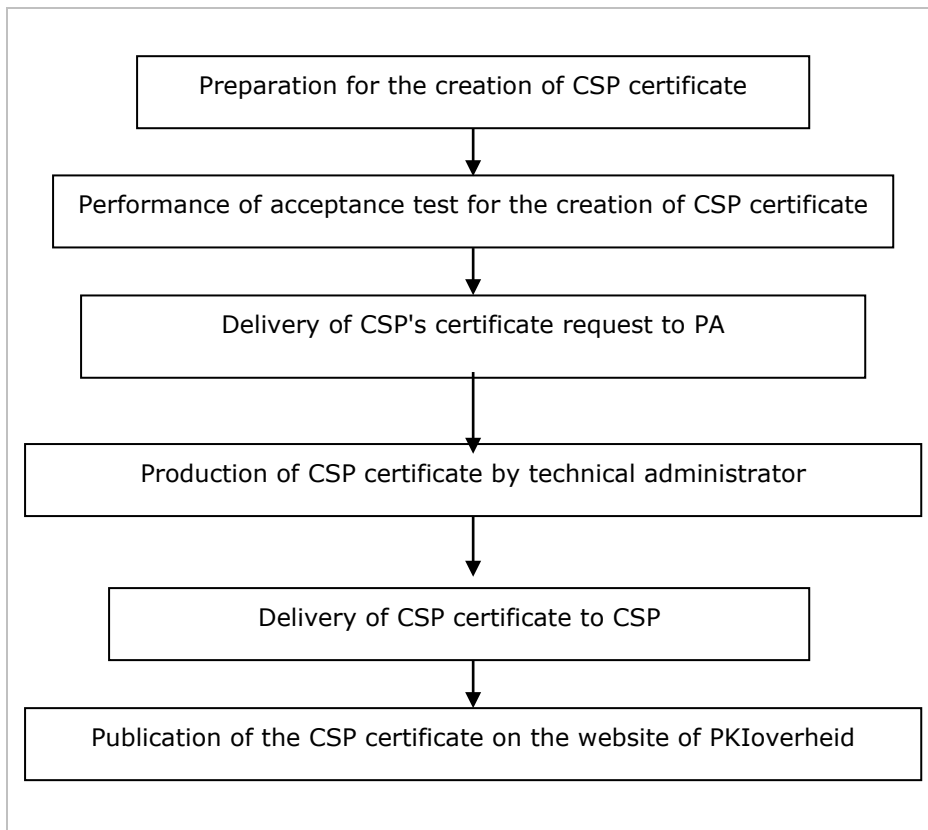 Preparation for the creation of CSP certificate
Performance of acceptance test for the creation of CSP certificate
Delivery of CSP's certificate request to PA
Production of CSP certificate by technical administrator
Delivery of CSP certificate to CSP
Publication of the CSP certificate on the website of PKIoverheid